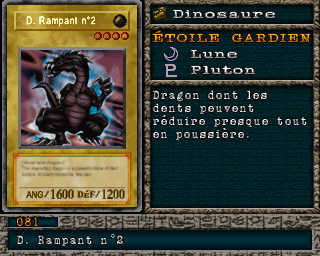 D. Rampant n°2
ANG/1600 DéF/1200
Dinosaure
ÉTOILE GARDIEN
Lune
Pluton
Dragon dont les
dents peuvent
réduire presque tout
en poussière.
081
D. Rampant n°2